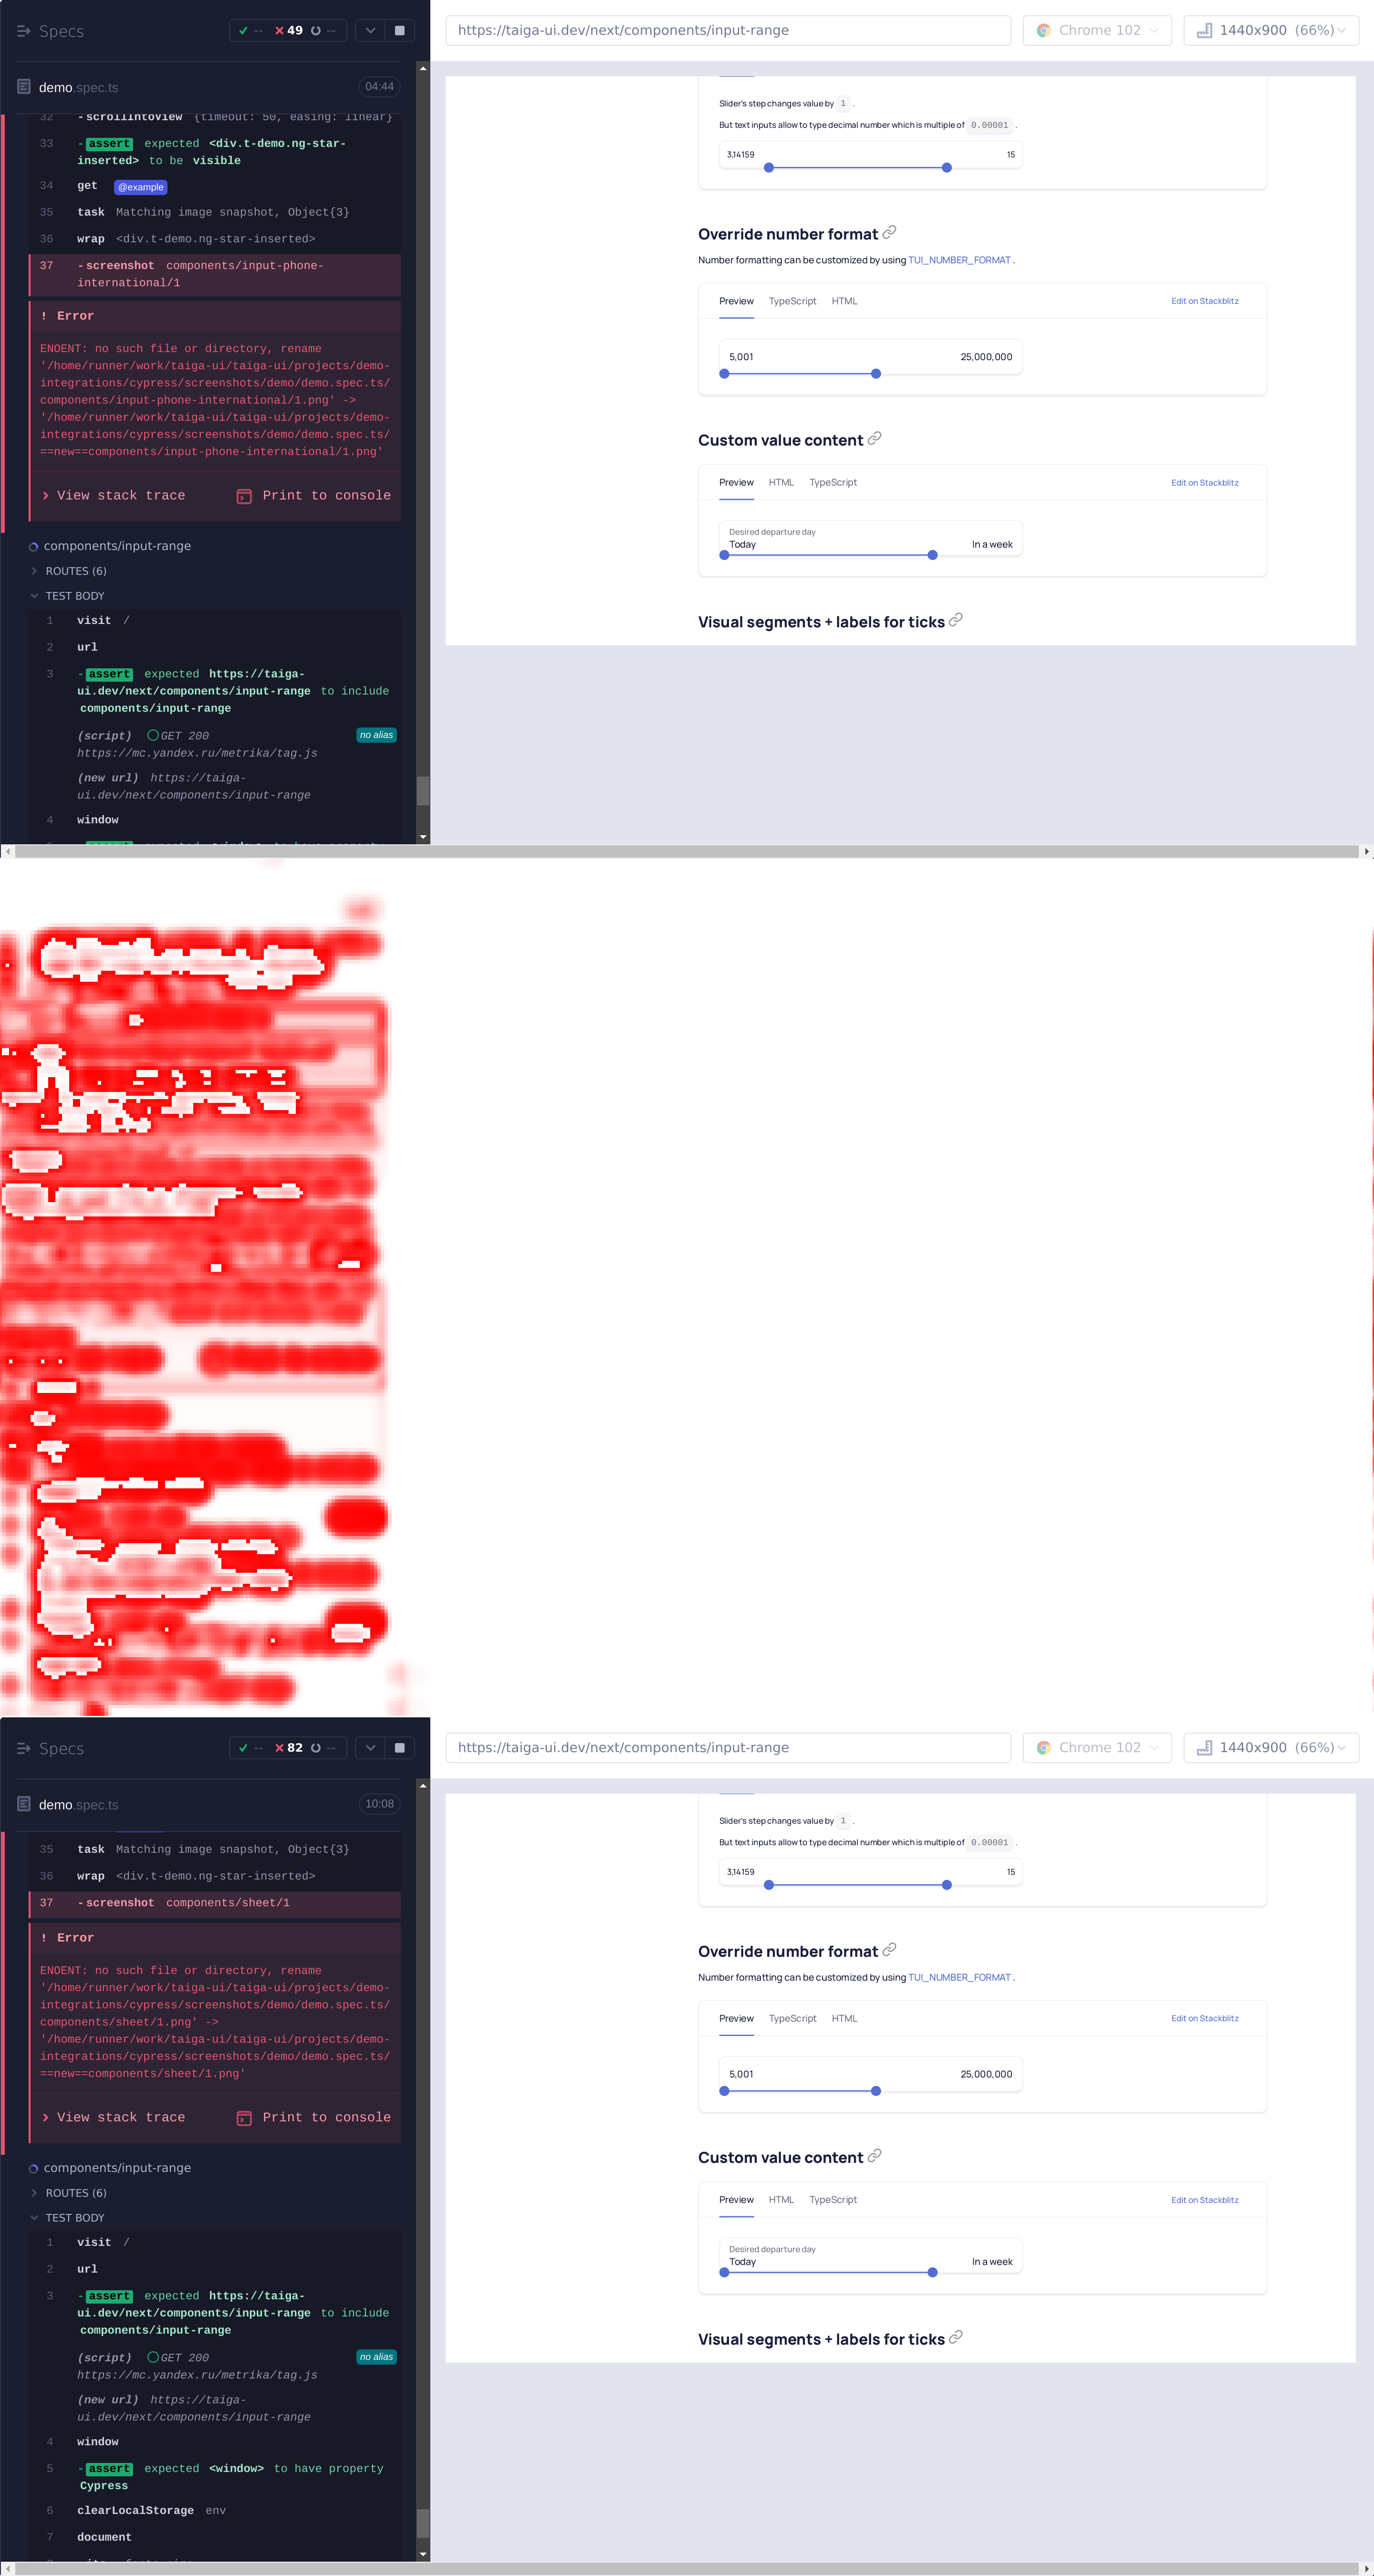 Specs
-- 49 --
https://taiga-ui.dev/next/components/input-range
Chrome 102
1440x900 (66%)
demo.spec.ts
04:44
32 -scrollIntoView {timeout: 50, easing: linear}
33 -assert expected <div.t-demo.ng-star-
inserted> to be visible
34 get @example
35 task Matching image snapshot, Object{3}
36 wrap <div.t-demo.ng-star-inserted>
37 -screenshot components/input-phone-
international/1
! Error
ENOENT: no such file or directory, rename
'/home/runner/work/taiga-ui/taiga-ui/projects/demo-
integrations/cypress/screenshots/demo/demo.spec.ts/
components/input-phone-international/1.png' ->
'/home/runner/work/taiga-ui/taiga-ui/projects/demo-
integrations/cypress/screenshots/demo/demo.spec.ts/
==new==components/input-phone-international/1.png'
View stack trace
Print to console
components/input-range
ROUTES (6)
TEST BODY
1 visit /
2 url
3 -assert expected https://taiga-
ui.dev/next/components/input-range to include
components/input-range
(script) GET 200
no alias
https://mc.yandex.ru/metrika/tag.js
(new url) https://taiga-
ui.dev/next/components/input-range
4 window
Slider's step changes value by 1 .
But text inputs allow to type decimal number which is multiple of 0.00001 .
3,14159 15
Override number format
Number formatting can be customized by using TUI_NUMBER_FORMAT .
Preview TypeScript HTML Edit on Stackblitz
5,001 25,000,000
Custom value content
Preview HTML TypeScript Edit on Stackblitz
Desired departure day
Today In a week
Visual segments + labels for ticks
Specs
-- 82 --
https://taiga-ui.dev/next/components/input-range
Chrome 102
1440x900 (66%)
demo.spec.ts
10:08
35 task Matching image snapshot, Object{3}
36 wrap <div.t-demo.ng-star-inserted>
37 -screenshot components/sheet/1
! Error
ENOENT: no such file or directory, rename
'/home/runner/work/taiga-ui/taiga-ui/projects/demo-
integrations/cypress/screenshots/demo/demo.spec.ts/
components/sheet/1.png' ->
'/home/runner/work/taiga-ui/taiga-ui/projects/demo-
integrations/cypress/screenshots/demo/demo.spec.ts/
==new==components/sheet/1.png'
View stack trace
Print to console
components/input-range
ROUTES (6)
TEST BODY
1 visit /
2 url
3 -assert expected https://taiga-
ui.dev/next/components/input-range to include
components/input-range
(script) GET 200
no alias
https://mc.yandex.ru/metrika/tag.js
(new url) https://taiga-
ui.dev/next/components/input-range
4 window
5 -assert expected <window> to have property
Cypress
6 clearLocalStorage env
7 document
Slider's step changes value by 1 .
But text inputs allow to type decimal number which is multiple of 0.00001 .
3,14159 15
Override number format
Number formatting can be customized by using TUI_NUMBER_FORMAT .
Preview TypeScript HTML Edit on Stackblitz
5,001 25,000,000
Custom value content
Preview HTML TypeScript Edit on Stackblitz
Desired departure day
Today In a week
Visual segments + labels for ticks